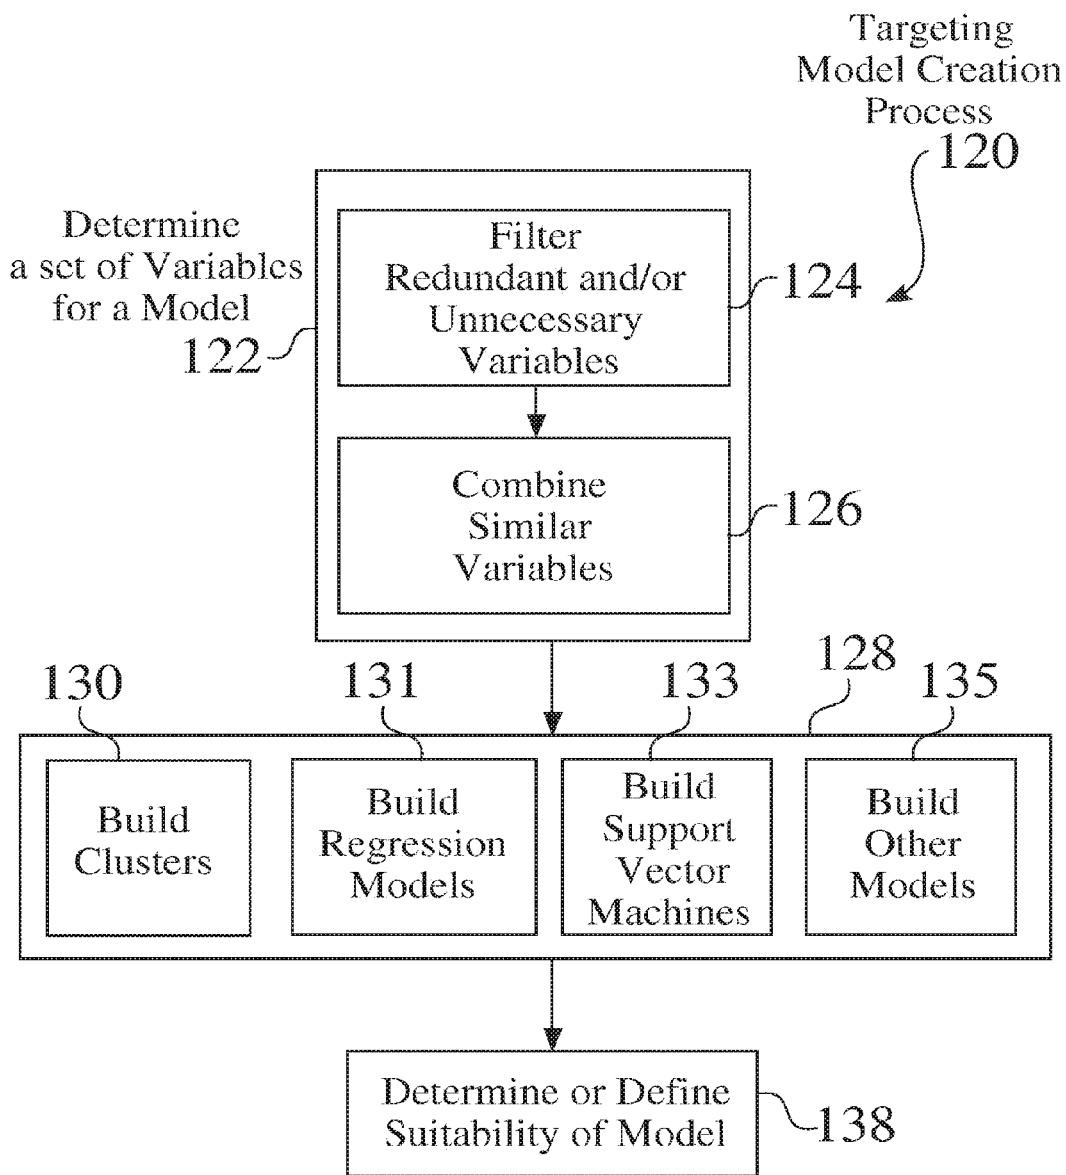 Targeting
Model Creation
Process
120
Determine
a set of Variables
for a Model
122
Filter
Redundant and/or
Unnecessary
Variables
124
Combine
Similar
Variables
126
128
130
131
133
135
Build
Clusters
Build
Regression
Models
Build
Support
Vector
Machines
Build
Other
Models
Determine or Define
Suitability of Model
138